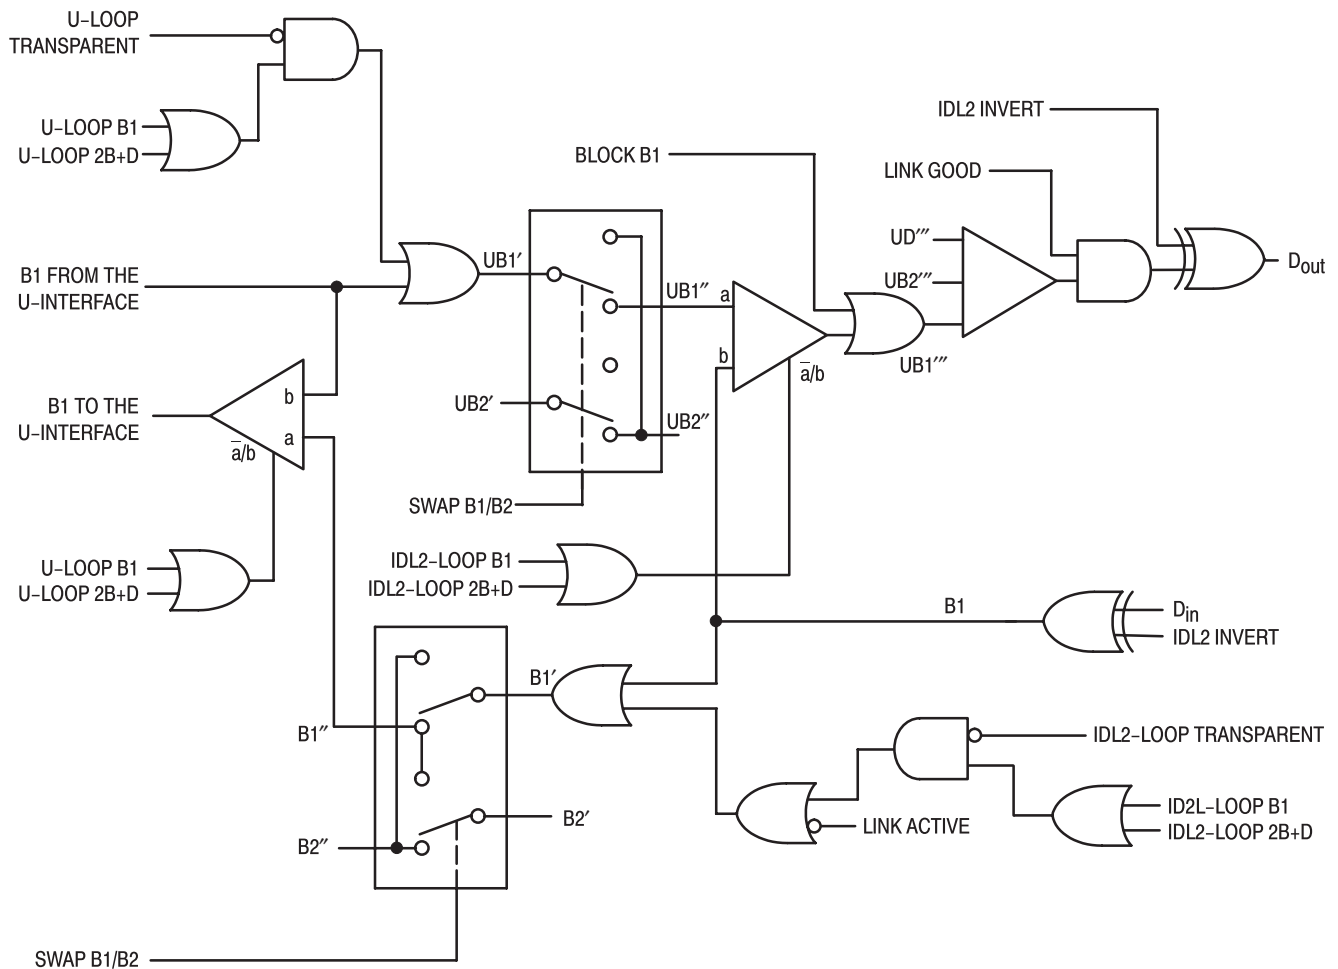 U–LOOP
TRANSPARENT
U–LOOP B1
U–LOOP 2B+D
IDL2 INVERT
BLOCK B1
LINK GOOD
B1 FROM THE
U–INTERFACE
UB1′
UB1″
a
b
a/b
UD‴
UB2‴
UB1‴
Dout
B1 TO THE
U–INTERFACE
b
a
a/b
UB2′
UB2″
SWAP B1/B2
U–LOOP B1
U–LOOP 2B+D
IDL2–LOOP B1
IDL2–LOOP 2B+D
B1
Din
IDL2 INVERT
B1′
B1″
B2′
B2″
IDL2–LOOP TRANSPARENT
LINK ACTIVE
ID2L–LOOP B1
IDL2–LOOP 2B+D
SWAP B1/B2